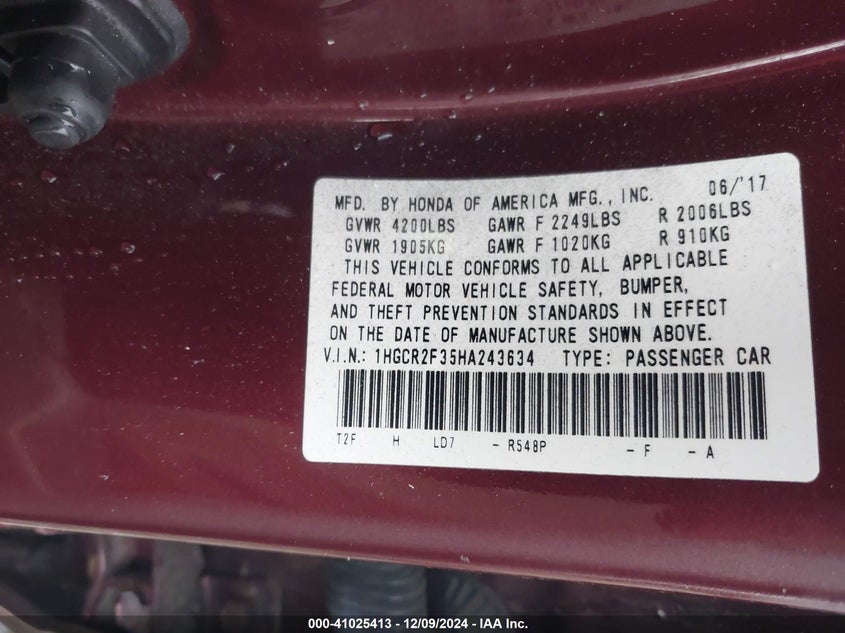 MFD. BY HONDA OF AMERICA MFG., INC. 06/'17
GVWR 4200LBS GAWR F 2249LBS R 2006LBS
GVWR 1905KG GAWR F 1020KG R 910KG
THIS VEHICLE CONFORMS TO ALL APPLICABLE
FEDERAL MOTOR VEHICLE SAFETY, BUMPER,
AND THEFT PREVENTION STANDARDS IN EFFECT
ON THE DATE OF MANUFACTURE SHOWN ABOVE.
V.I.N.: 1HGCR2F35HA243634 TYPE: PASSENGER CAR
T2F H LD7 - R548P - F - A
000-41025413 - 12/09/2024 - IAA Inc.